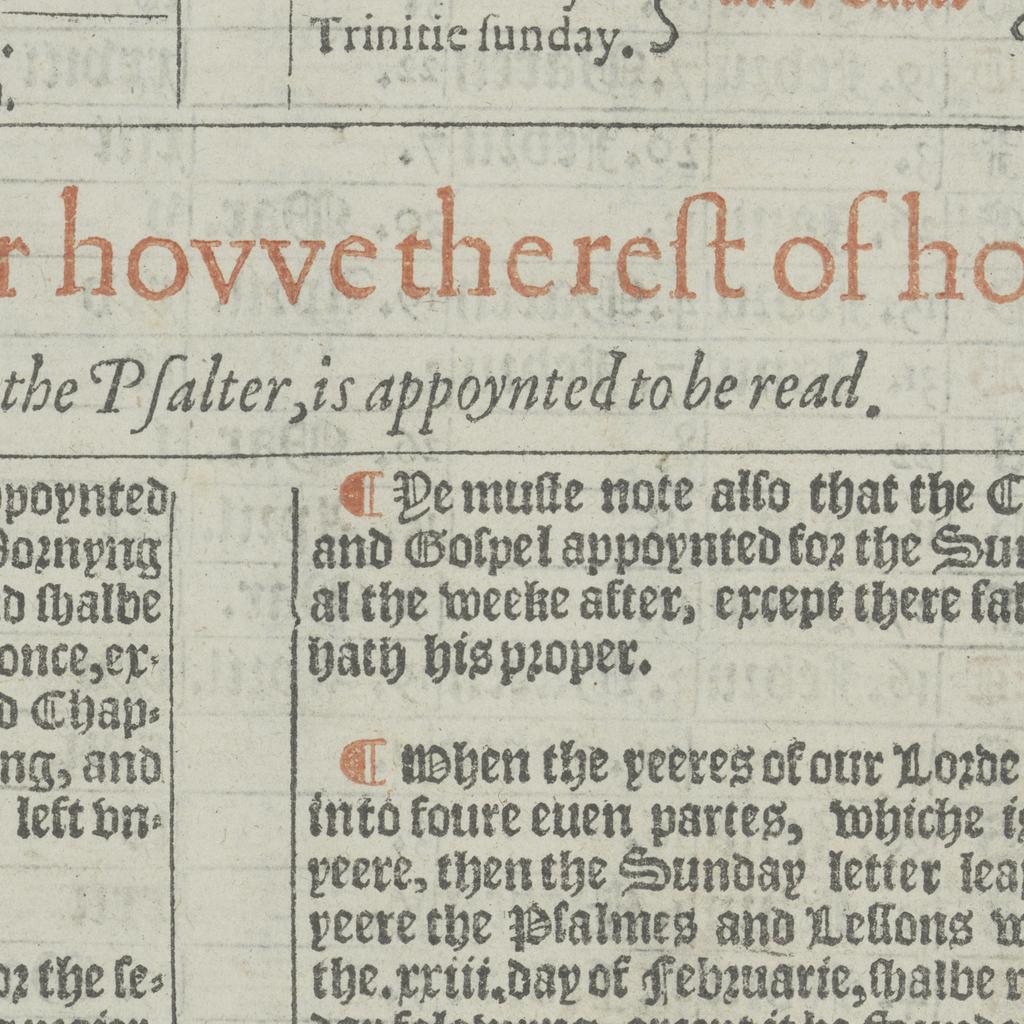 Trinitie ſunday.
r hovve the reſt of ho
the Pſalter, is appoynted to be read.
ppoynted
Mornyng
d ſhalbe
once, ex-
d Chap-
ng, and
left vn-
or the ſe-
¶ Ye muſte note alſo that the C
and Goſpel appoynted for the Sun
al the weeke after, except there fal
hath his proper.
¶ When the yeeres of our Lorde
into foure euen partes, whiche is
yeere, then the Sunday letter leap
yeere the Pſalmes and Leſſons w
the .xxiii. day of Februarie, ſhalbe r